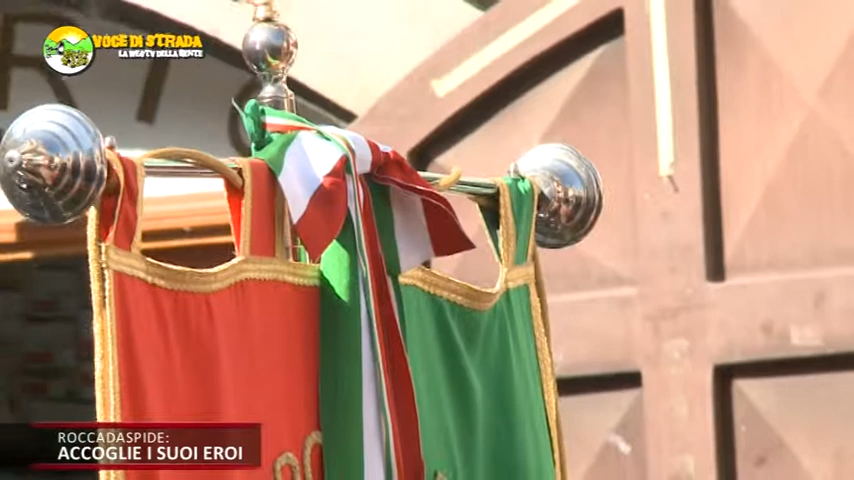 VOCE DI STRADA
LA WEB TV DELLA GENTE
ROCCADASPIDE:
ACCOGLIE I SUOI EROI